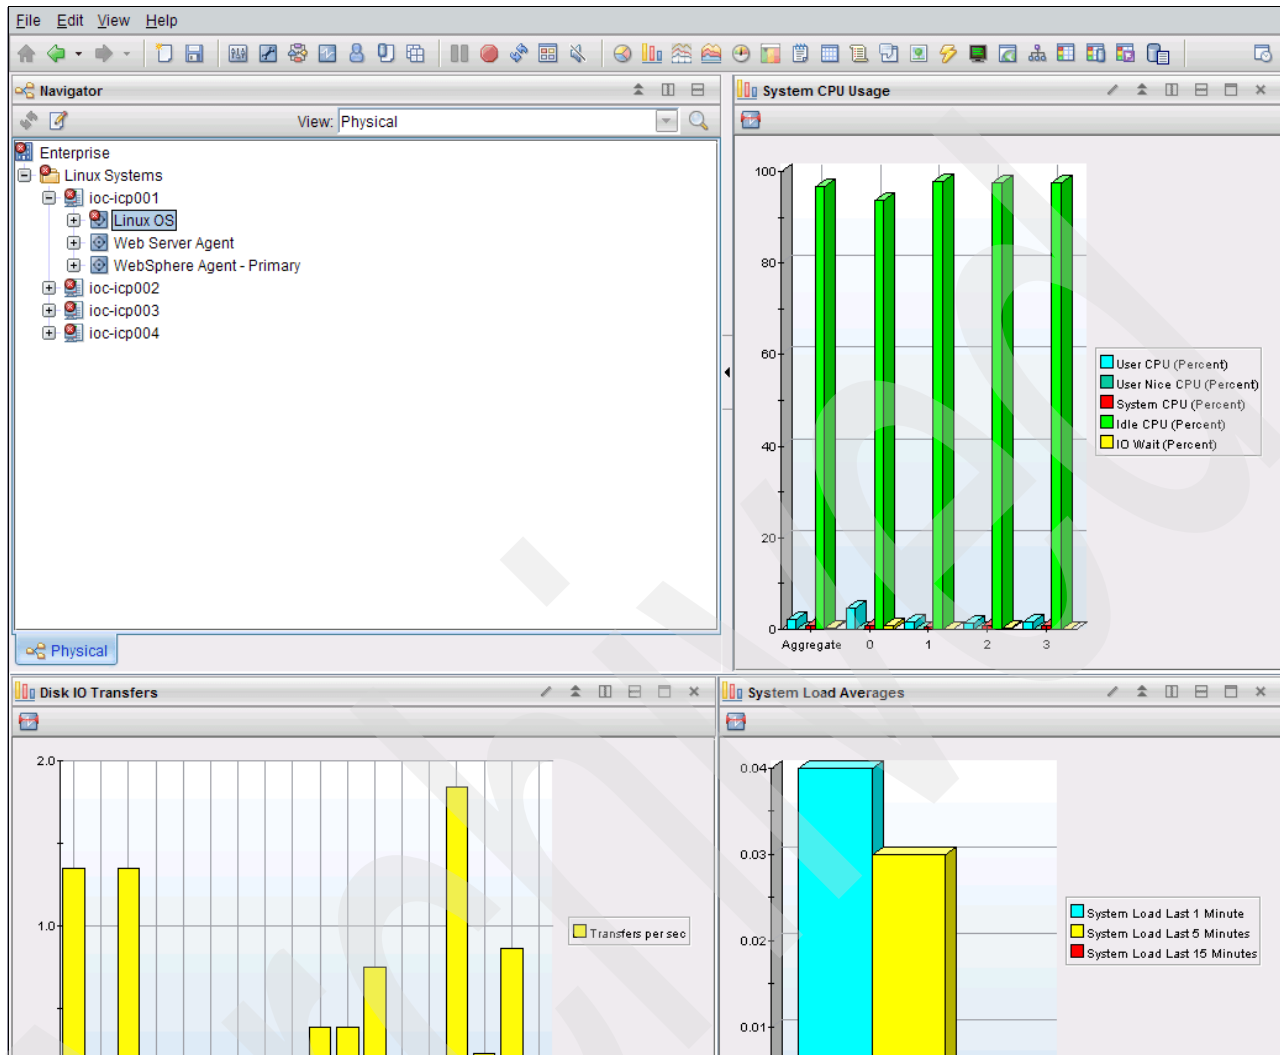 File Edit View Help
Navigator
View: Physical
Enterprise
Linux Systems
ioc-icp001
Linux OS
Web Server Agent
WebSphere Agent - Primary
ioc-icp002
ioc-icp003
ioc-icp004
Physical
System CPU Usage
100
80
60
40
20
0
Aggregate 0 1 2 3
User CPU (Percent)
User Nice CPU (Percent)
System CPU (Percent)
Idle CPU (Percent)
IO Wait (Percent)
Disk IO Transfers
2.0
1.0
Transfers per sec
System Load Averages
0.04
0.03
0.02
0.01
System Load Last 1 Minute
System Load Last 5 Minutes
System Load Last 15 Minutes